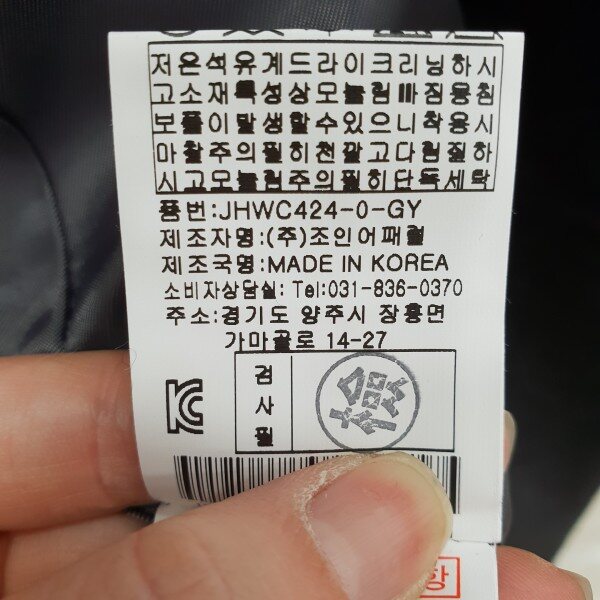 저온석유계드라이크리닝하시
고소재특성상모눌림빠짐뭉침
보풀이발생할수있으니착용시
마찰주의필히천깔고다림질하
시고모눌림주의필히단독세탁
품번:JHWC424-0-GY
제조자명:(주)조인어패럴
제조국명:MADE IN KOREA
소비자상담실: Tel:031-836-0370
주소:경기도 양주시 장흥면
가마골로 14-27
검
사
필
檢
항